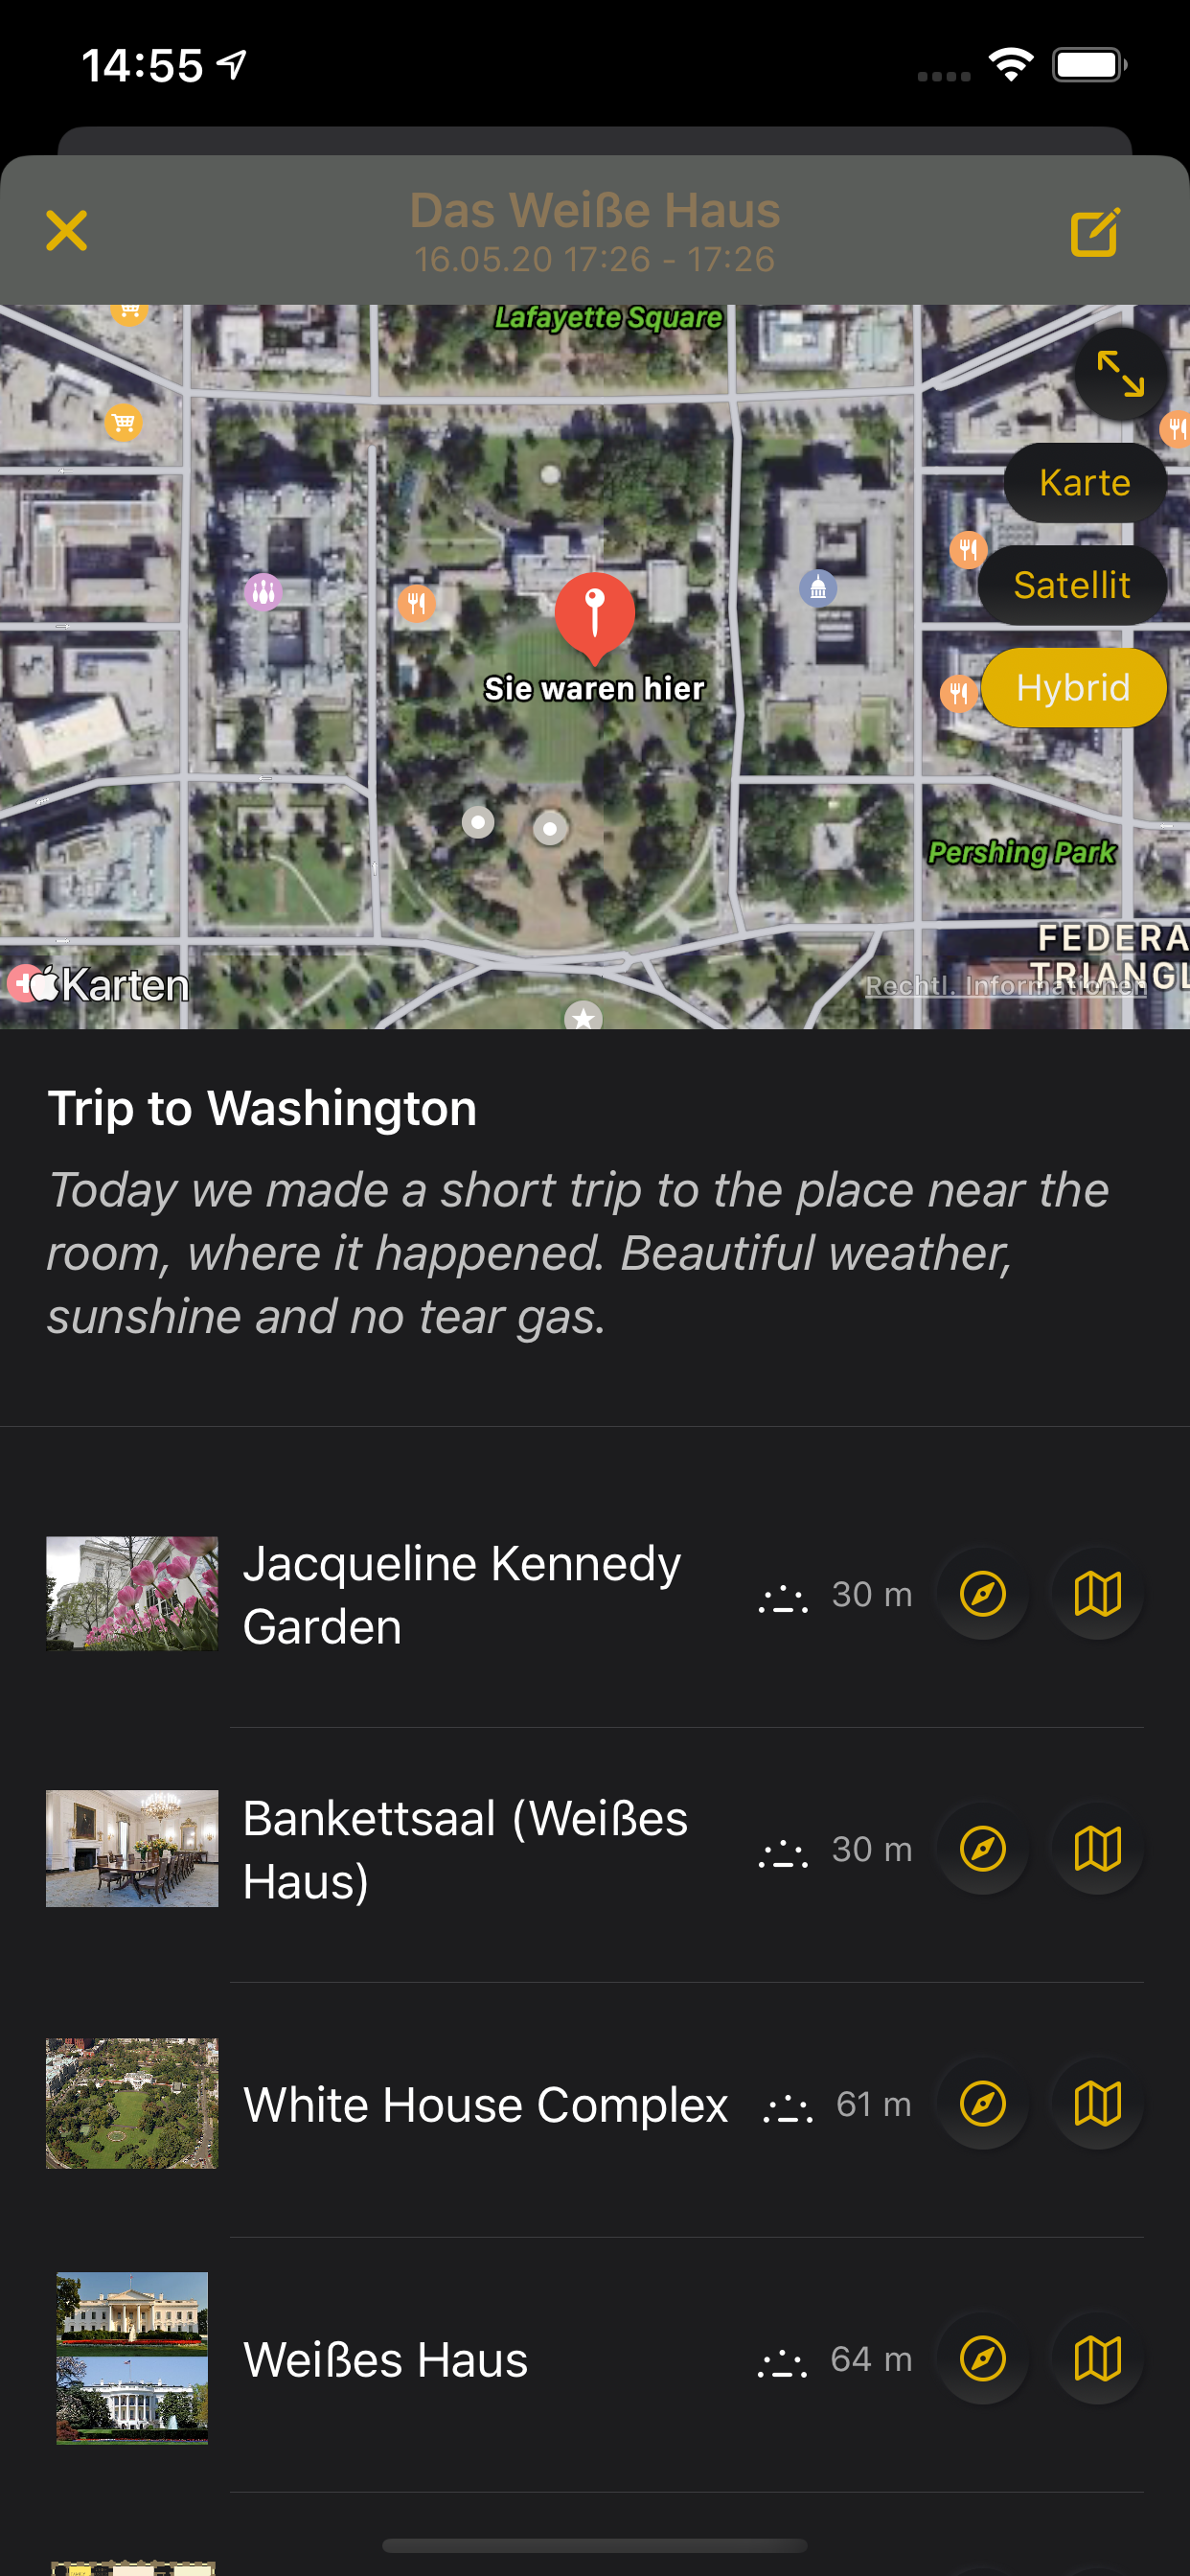 14:55
Das Weiße Haus
16.05.20 17:26 - 17:26
Lafayette Square
Karte
Satellit
Hybrid
Sie waren hier
Pershing Park
FEDERA
TRIANGL
Karten
Rechtl. Informationen
Trip to Washington
Today we made a short trip to the place near the
room, where it happened. Beautiful weather,
sunshine and no tear gas.
Jacqueline Kennedy
Garden
30 m
Bankettsaal (Weißes
Haus)
30 m
White House Complex
61 m
Weißes Haus
64 m